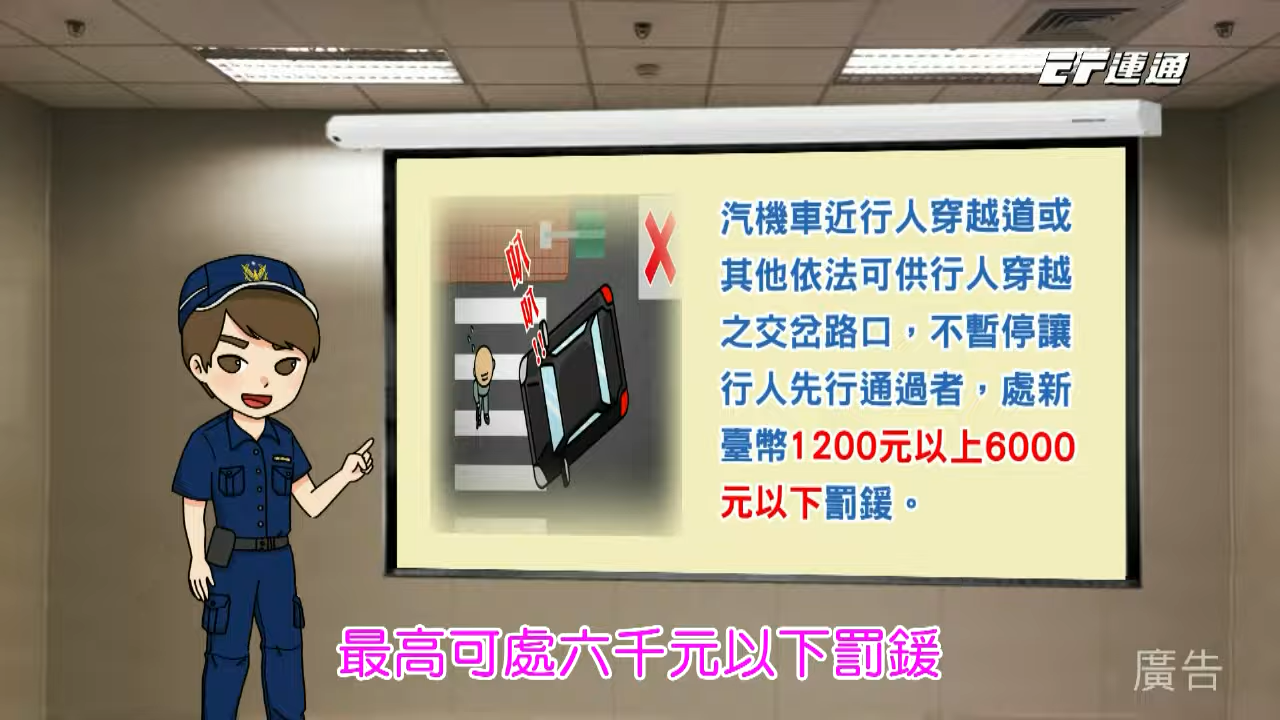 ET運通
汽機車近行人穿越道或
其他依法可供行人穿越
之交岔路口，不暫停讓
行人先行通過者，處新
臺幣1200元以上6000
元以下罰鍰。
叭
叭
!!
最高可處六千元以下罰鍰
廣告